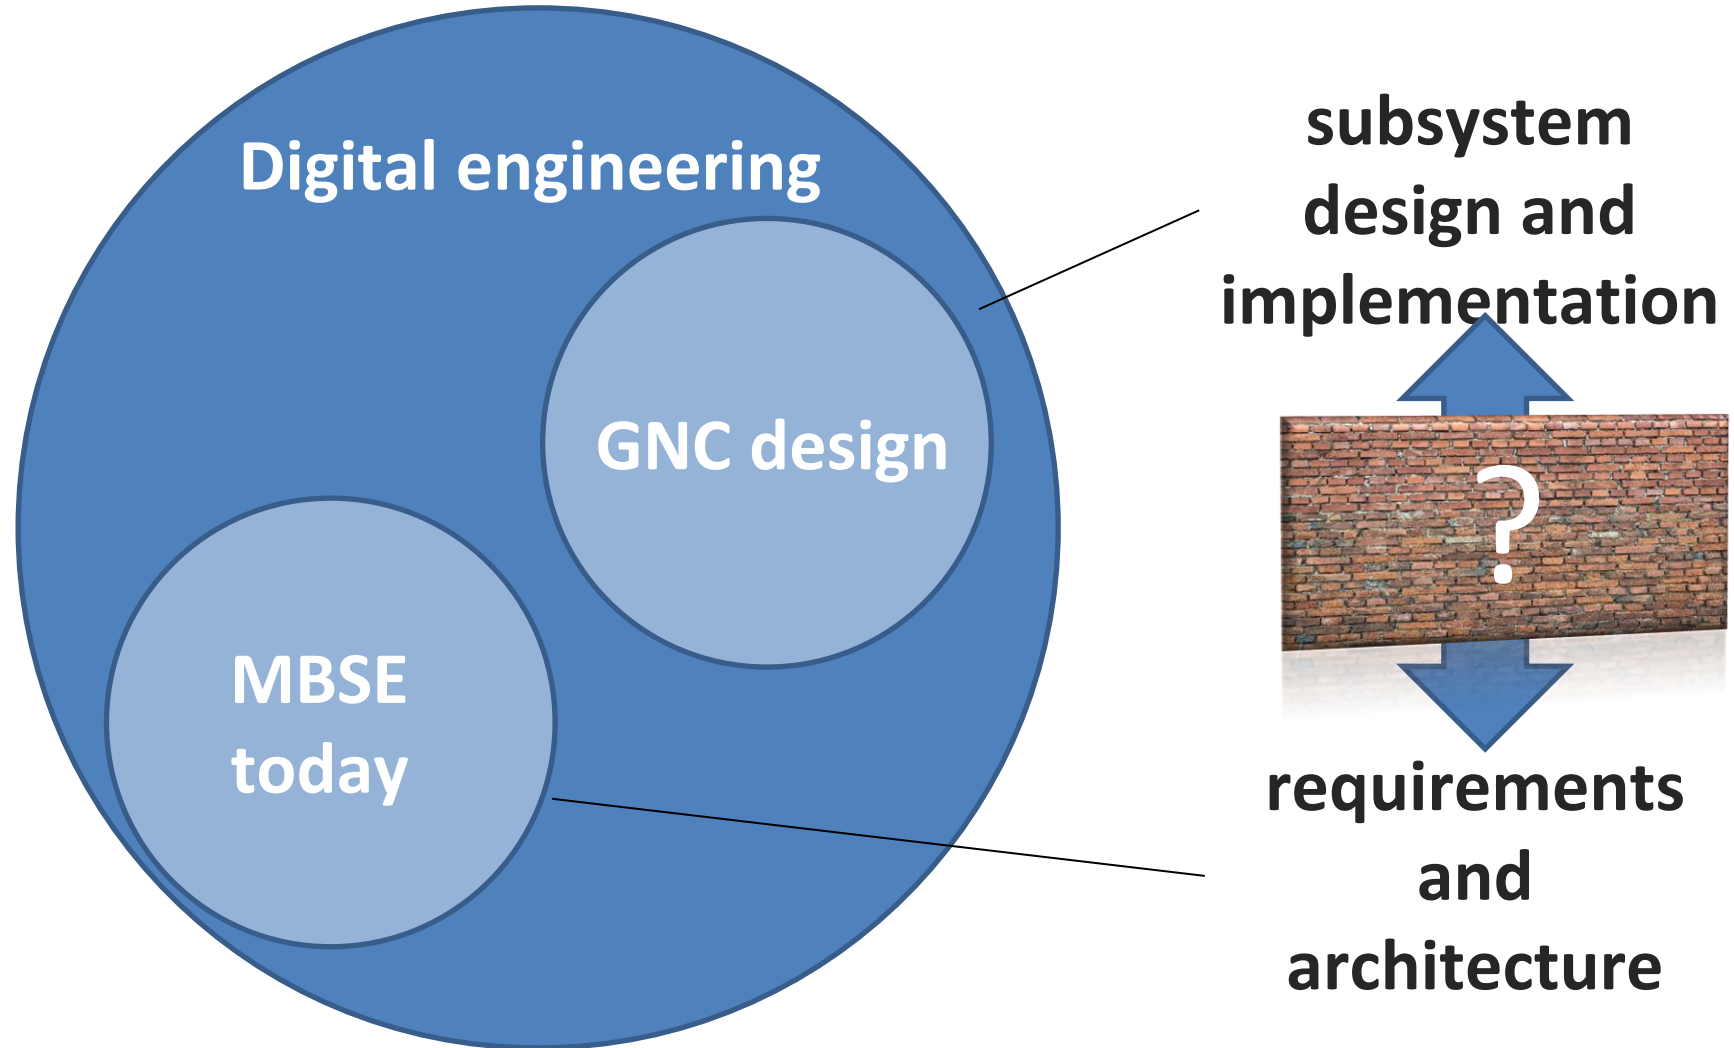 Digital engineering
GNC design
MBSE
today
subsystem
design and
implementation
?
requirements
and
architecture